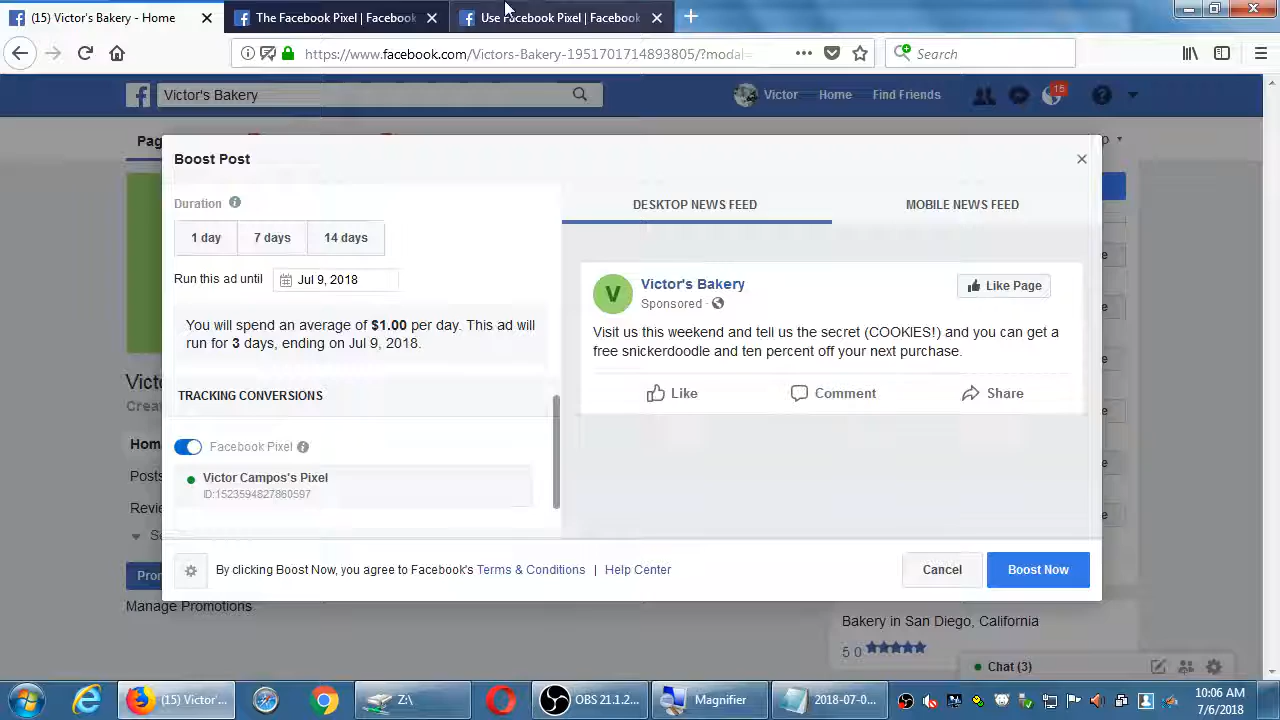 (15) Victor's Bakery - Home
The Facebook Pixel | Facebook
Use Facebook Pixel | Facebook
https://www.facebook.com/Victors-Bakery-1951701714893805/?modal=
Search
Victor's Bakery
Victor
Home
Find Friends
15
Pag
Boost Post
Duration
1 day
7 days
14 days
Run this ad until
Jul 9, 2018
You will spend an average of $1.00 per day. This ad will
run for 3 days, ending on Jul 9, 2018.
TRACKING CONVERSIONS
Facebook Pixel
Victor Campos's Pixel
ID:1523594827860597
DESKTOP NEWS FEED
MOBILE NEWS FEED
V
Victor's Bakery
Sponsored ·
Like Page
Visit us this weekend and tell us the secret (COOKIES!) and you can get a
free snickerdoodle and ten percent off your next purchase.
Like
Comment
Share
By clicking Boost Now, you agree to Facebook's Terms & Conditions | Help Center
Cancel
Boost Now
Vict
Crea
Hom
Posts
Revie
Se
Pro
Manage Promotions
Bakery in San Diego, California
5.0
Chat (3)
(15) Victor'...
Z:\
OBS 21.1.2...
Magnifier
2018-07-0...
10:06 AM
7/6/2018